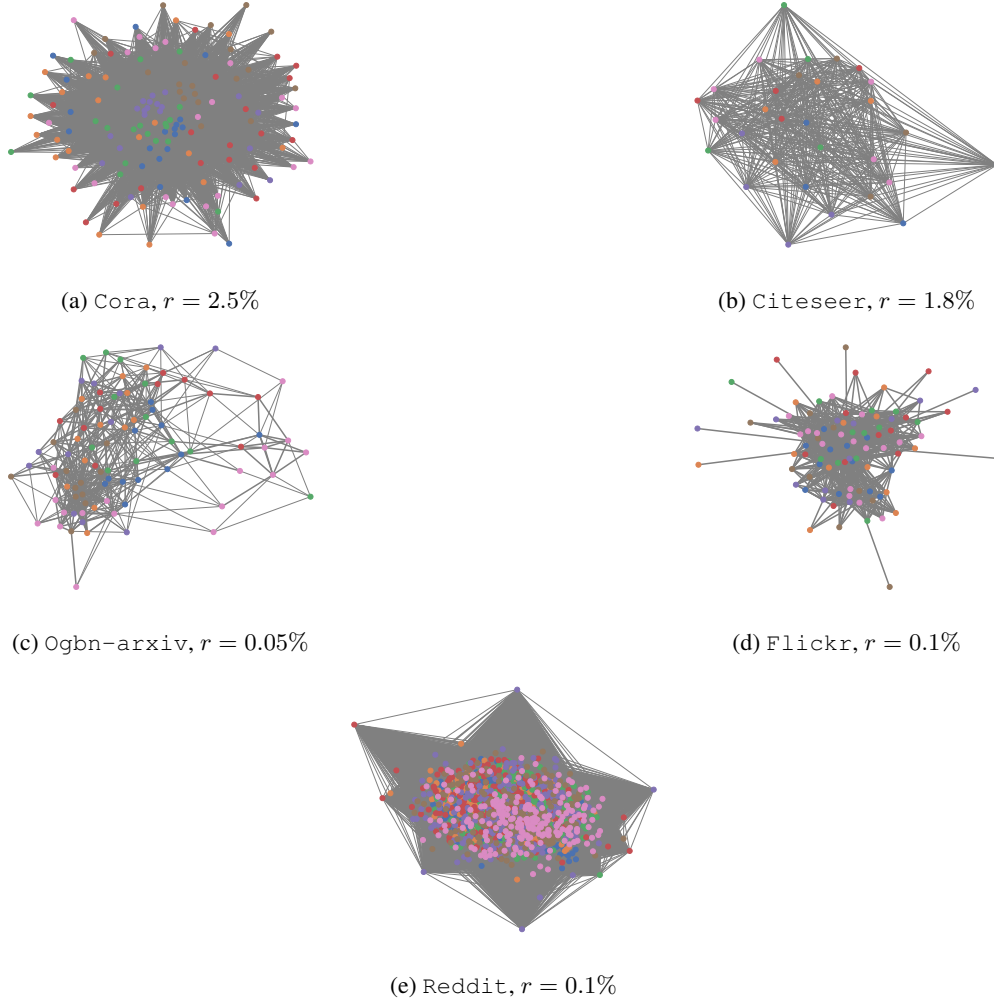 (a) Cora, r = 2.5%
(b) Citeseer, r = 1.8%
(c) Ogbn-arxiv, r = 0.05%
(d) Flickr, r = 0.1%
(e) Reddit, r = 0.1%